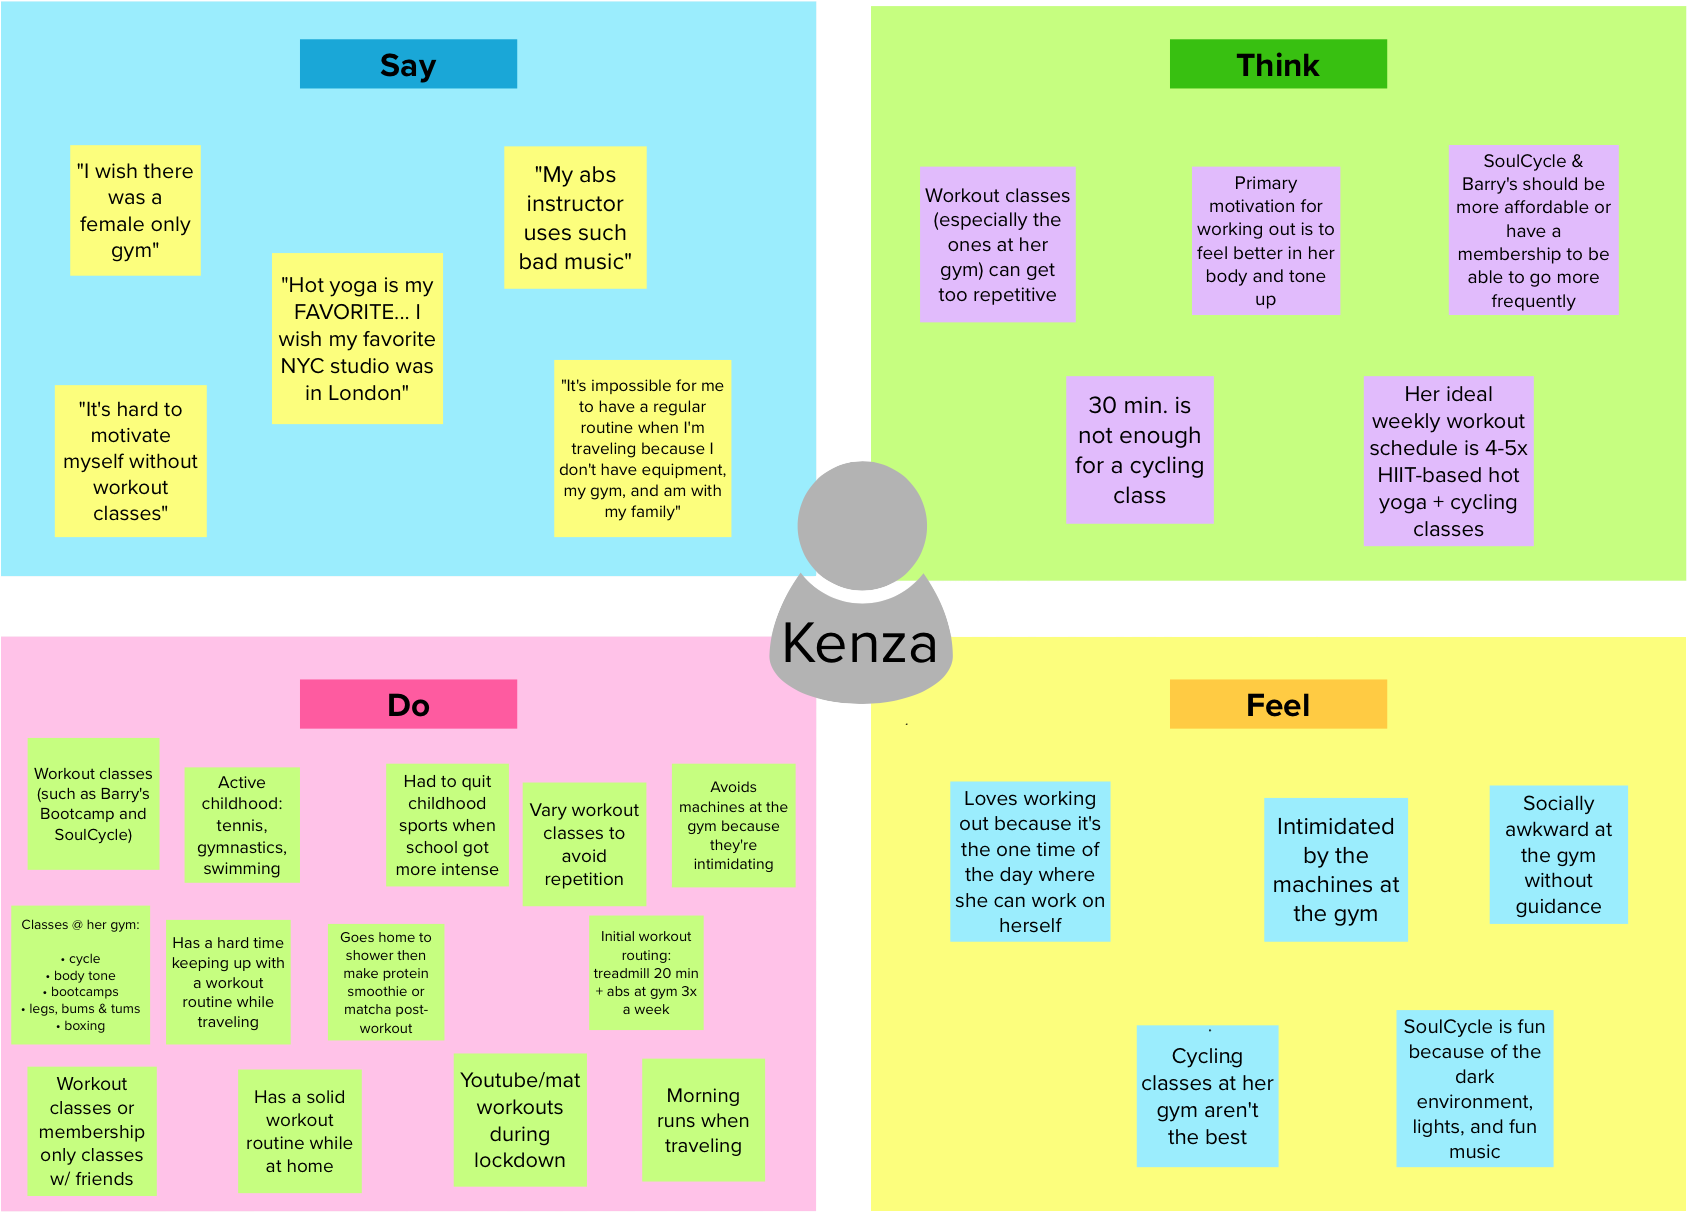 Say
"I wish there
was a
female only
gym"
"My abs
instructor
uses such
bad music"
"Hot yoga is my
FAVORITE... I
wish my favorite
NYC studio was
in London"
"It's hard to
motivate
myself without
workout
classes"
"It's impossible for me
to have a regular
routine when I'm
traveling because I
don't have equipment,
my gym, and am with
my family"
Think
Workout classes
(especially the
ones at her
gym) can get
too repetitive
Primary
motivation for
working out is to
feel better in her
body and tone
up
SoulCycle &
Barry's should be
more affordable or
have a
membership to be
able to go more
frequently
30 min. is
not enough
for a cycling
class
Her ideal
weekly workout
schedule is 4-5x
HIIT-based hot
yoga + cycling
classes
Kenza
Do
Workout classes
(such as Barry's
Bootcamp and
SoulCycle)
Active
childhood:
tennis,
gymnastics,
swimming
Had to quit
childhood
sports when
school got
more intense
Vary workout
classes to
avoid
repetition
Avoids
machines at the
gym because
they're
intimidating
Classes @ her gym:
• cycle
• body tone
• bootcamps
• legs, bums & tums
• boxing
Has a hard time
keeping up with
a workout
routine while
traveling
Goes home to
shower then
make protein
smoothie or
matcha post-
workout
Initial workout
routing:
treadmill 20 min
+ abs at gym 3x
a week
Workout
classes or
membership
only classes
w/ friends
Has a solid
workout
routine while
at home
Youtube/mat
workouts
during
lockdown
Morning
runs when
traveling
Feel
Loves working
out because it's
the one time of
the day where
she can work on
herself
Intimidated
by the
machines at
the gym
Socially
awkward at
the gym
without
guidance
Cycling
classes at her
gym aren't
the best
SoulCycle is fun
because of the
dark
environment,
lights, and fun
music